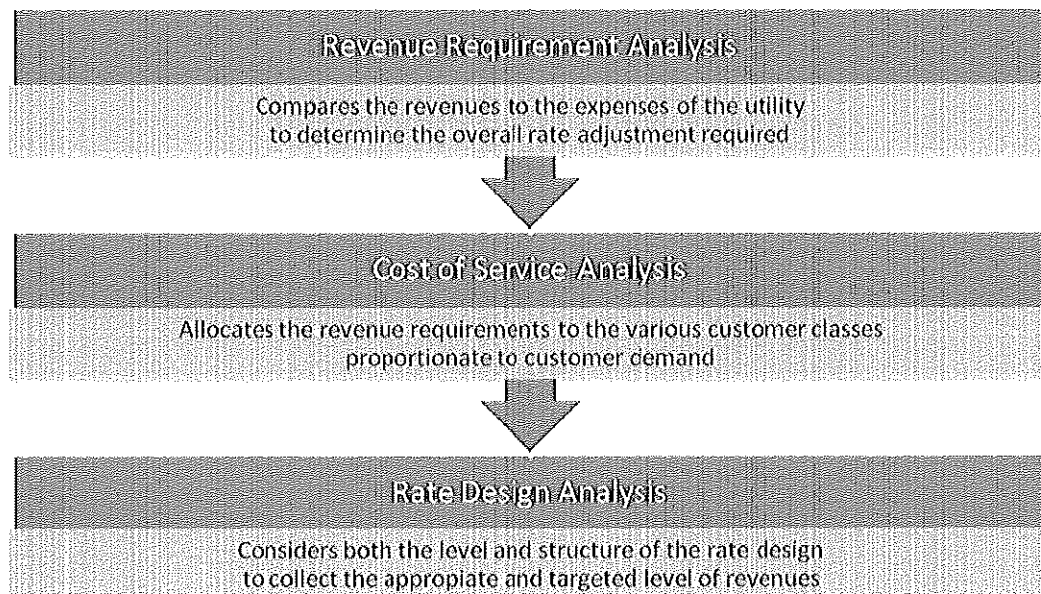 Revenue Requirement Analysis
Compares the revenues to the expenses of the utility
to determine the overall rate adjustment required
Cost of Service Analysis
Allocates the revenue requirements to the various customer classes
proportionate to customer demand
Rate Design Analysis
Considers both the level and structure of the rate design
to collect the appropiate and targeted level of revenues